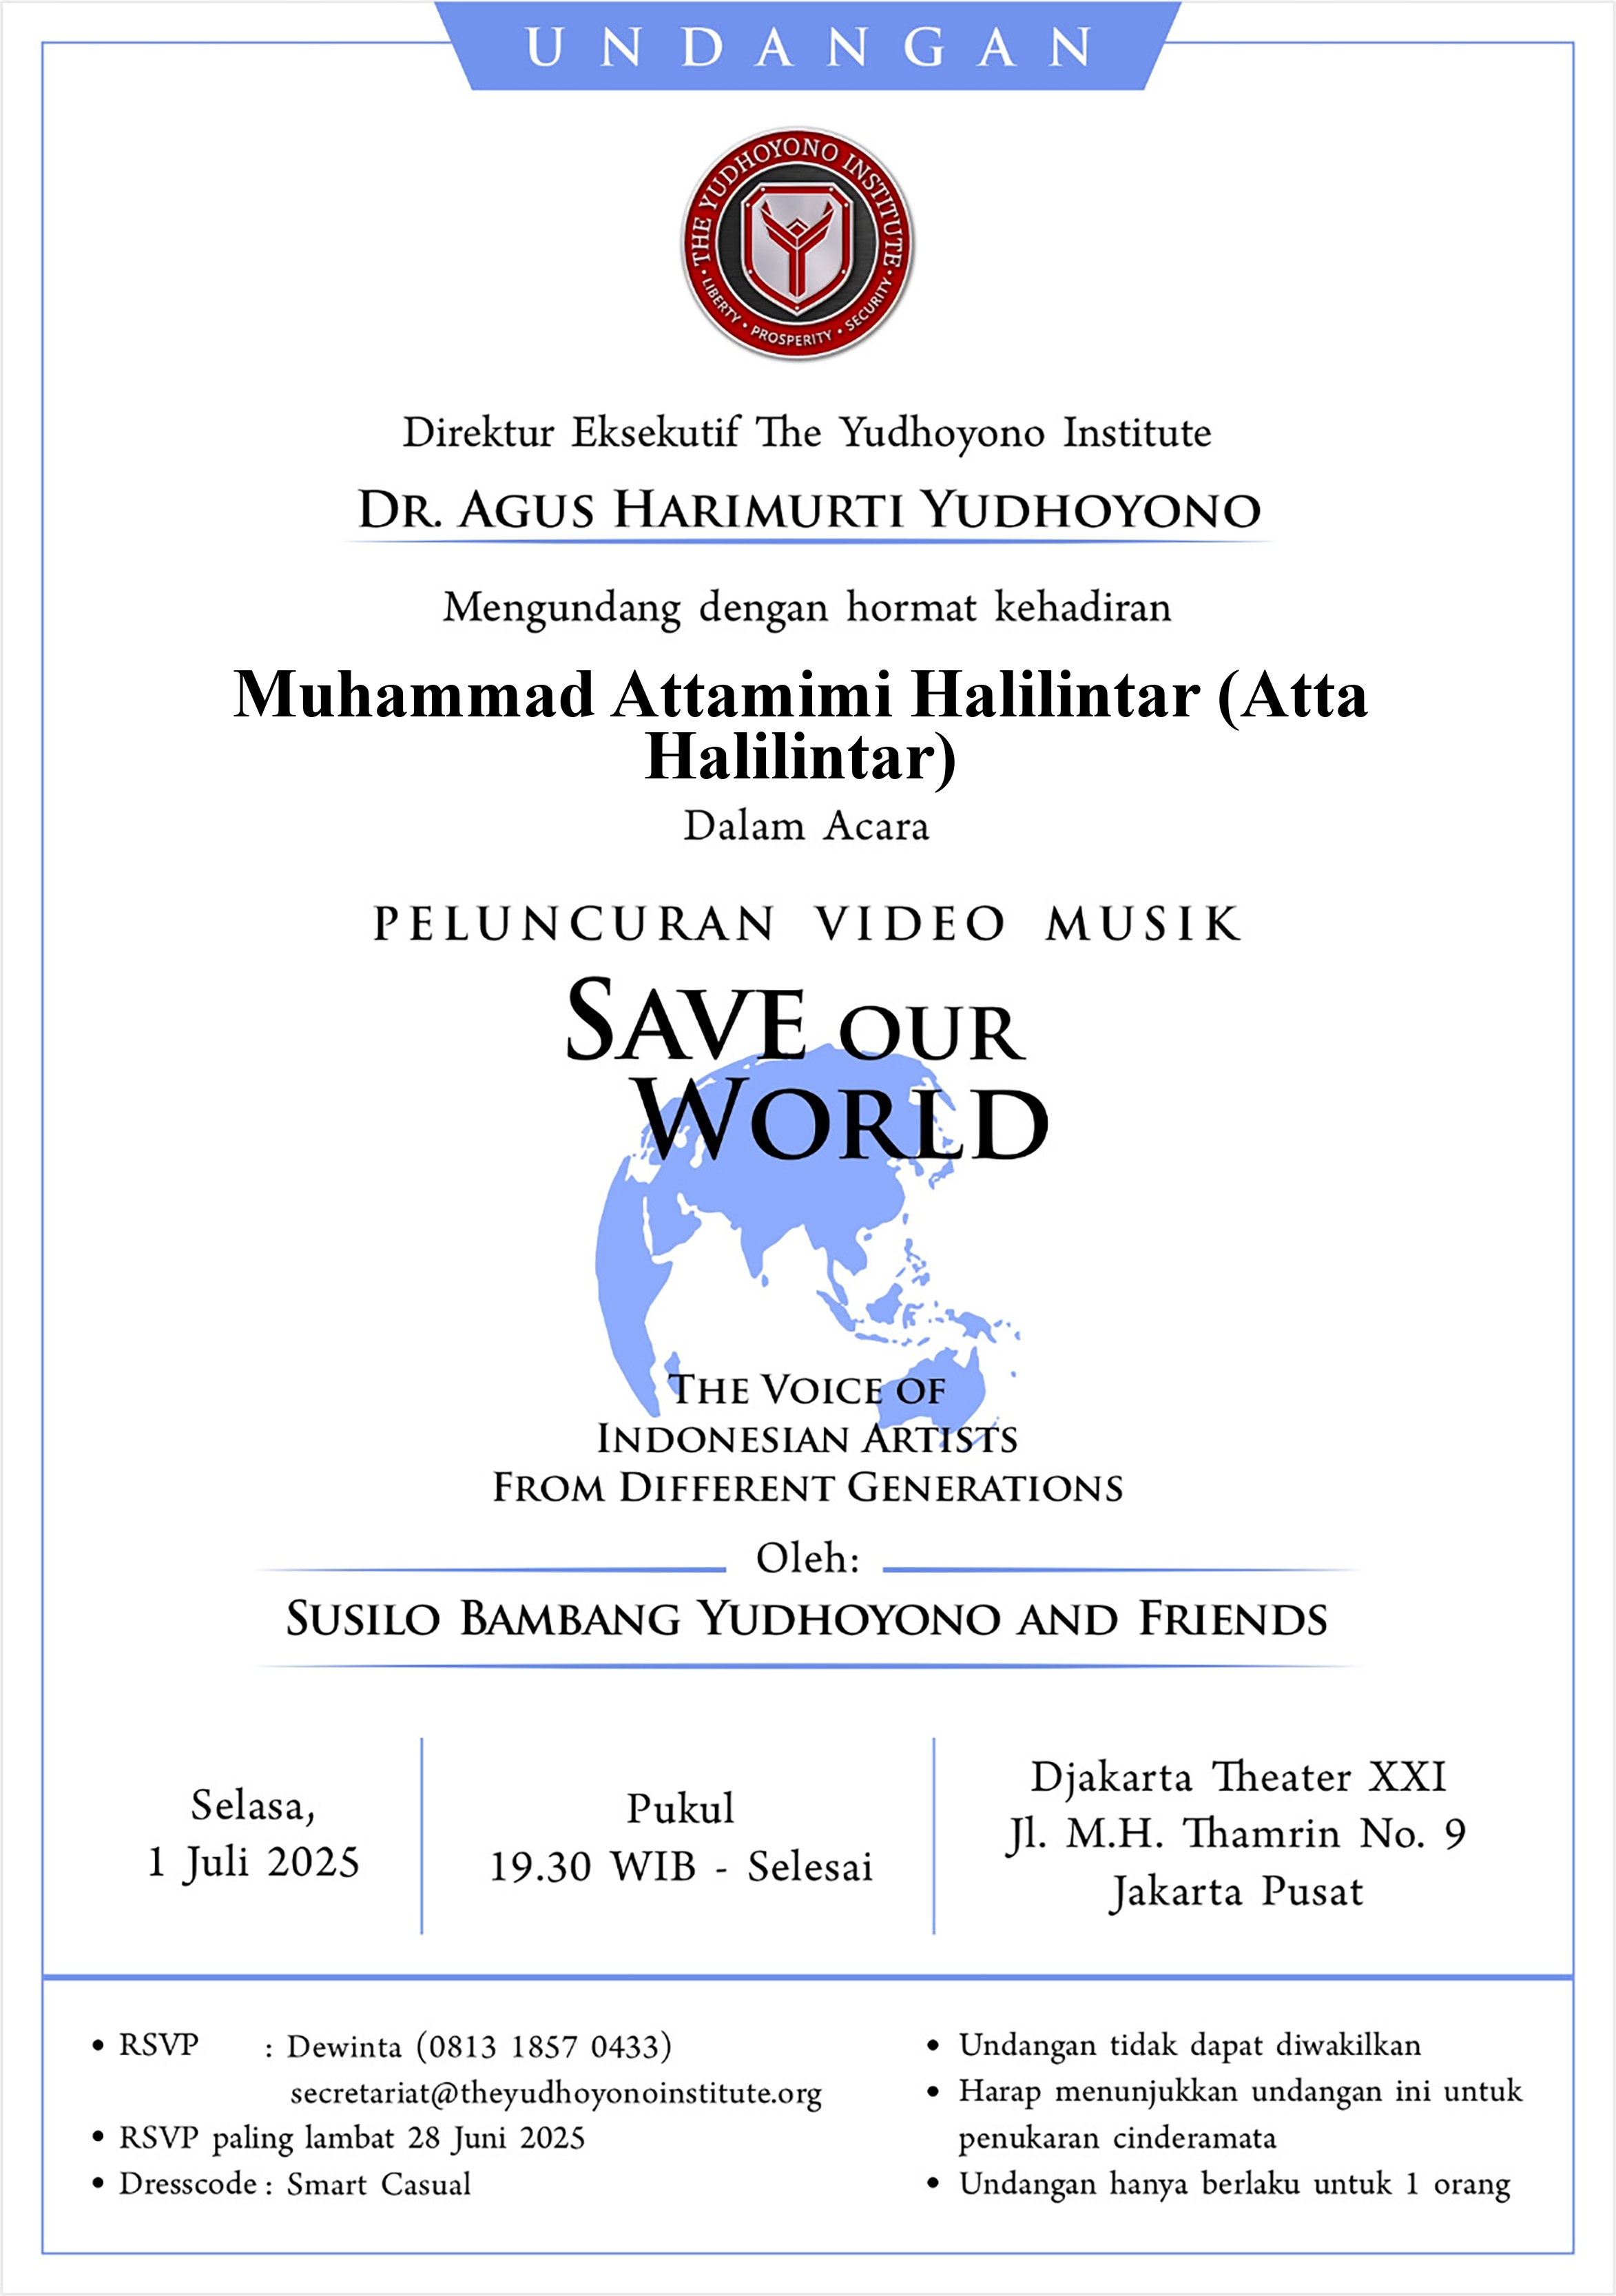 UNDANGAN
THE YUDHOYONO INSTITUTE
LIBERTY • PROSPERITY • SECURITY
Direktur Eksekutif The Yudhoyono Institute
DR. AGUS HARIMURTI YUDHOYONO
Mengundang dengan hormat kehadiran
Muhammad Attamimi Halilintar (Atta
Halilintar)
Dalam Acara
PELUNCURAN VIDEO MUSIK
SAVE OUR
WORLD
THE VOICE OF
INDONESIAN ARTISTS
FROM DIFFERENT GENERATIONS
Oleh:
SUSILO BAMBANG YUDHOYONO AND FRIENDS
Selasa,
1 Juli 2025
Pukul
19.30 WIB - Selesai
Djakarta Theater XXI
Jl. M.H. Thamrin No. 9
Jakarta Pusat
• RSVP : Dewinta (0813 1857 0433)
secretariat@theyudhoyonoinstitute.org
• RSVP paling lambat 28 Juni 2025
• Dresscode : Smart Casual
• Undangan tidak dapat diwakilkan
• Harap menunjukkan undangan ini untuk
penukaran cinderamata
• Undangan hanya berlaku untuk 1 orang